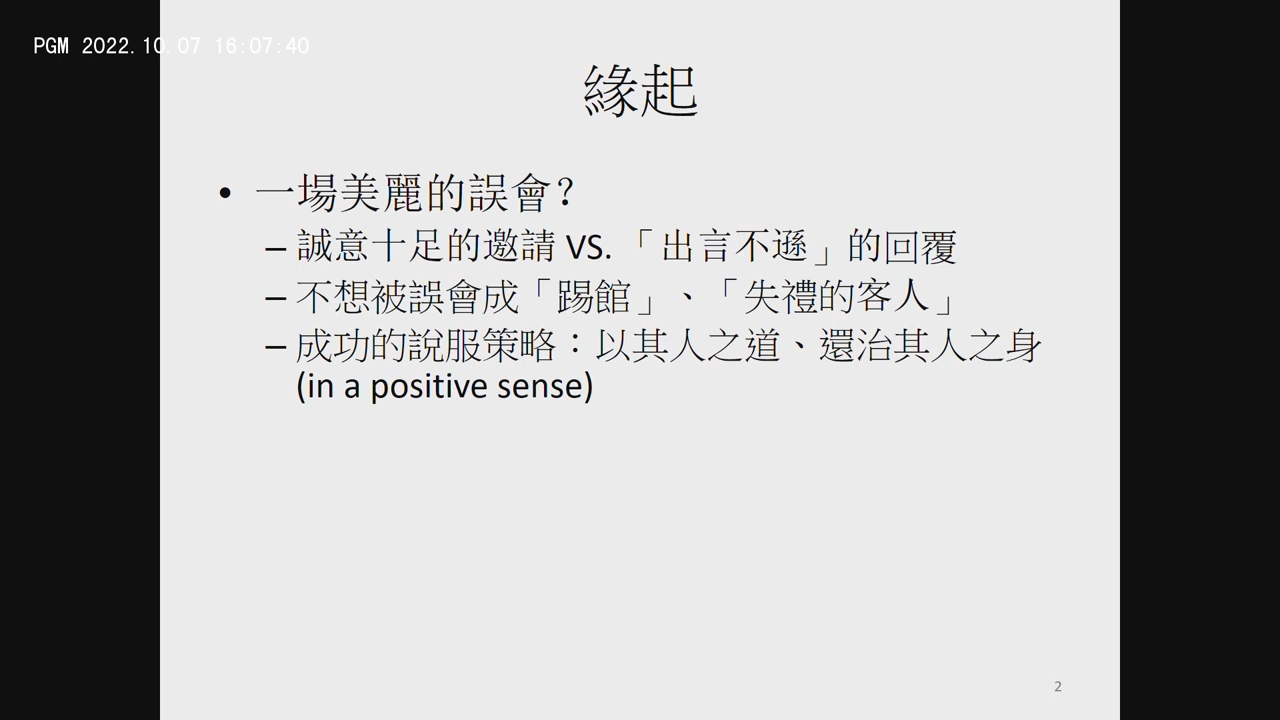 PGM 2022.10.07 16:07:40
緣起
• 一場美麗的誤會?
– 誠意十足的邀請 VS. 「出言不遜」的回覆
– 不想被誤會成「踢館」、「失禮的客人」
– 成功的說服策略：以其人之道、還治其人之身
(in a positive sense)
2